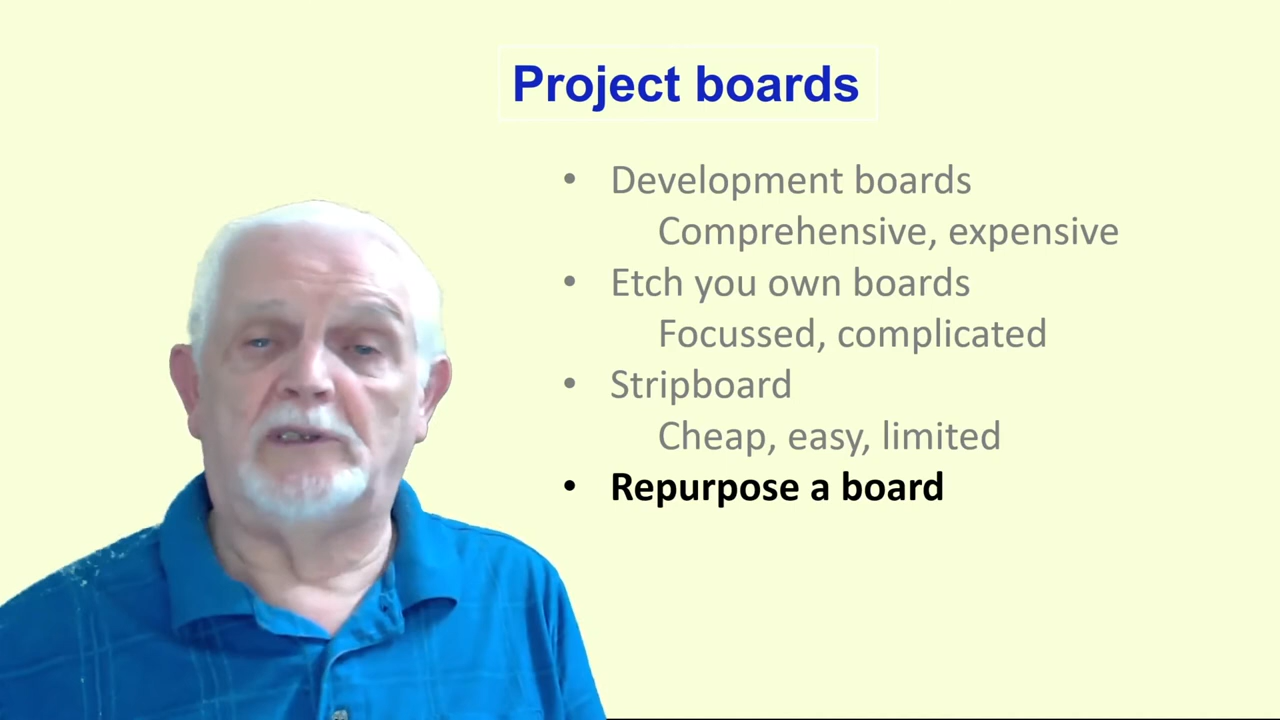 Project boards
• Development boards
Comprehensive, expensive
• Etch you own boards
Focussed, complicated
• Stripboard
Cheap, easy, limited
• Repurpose a board